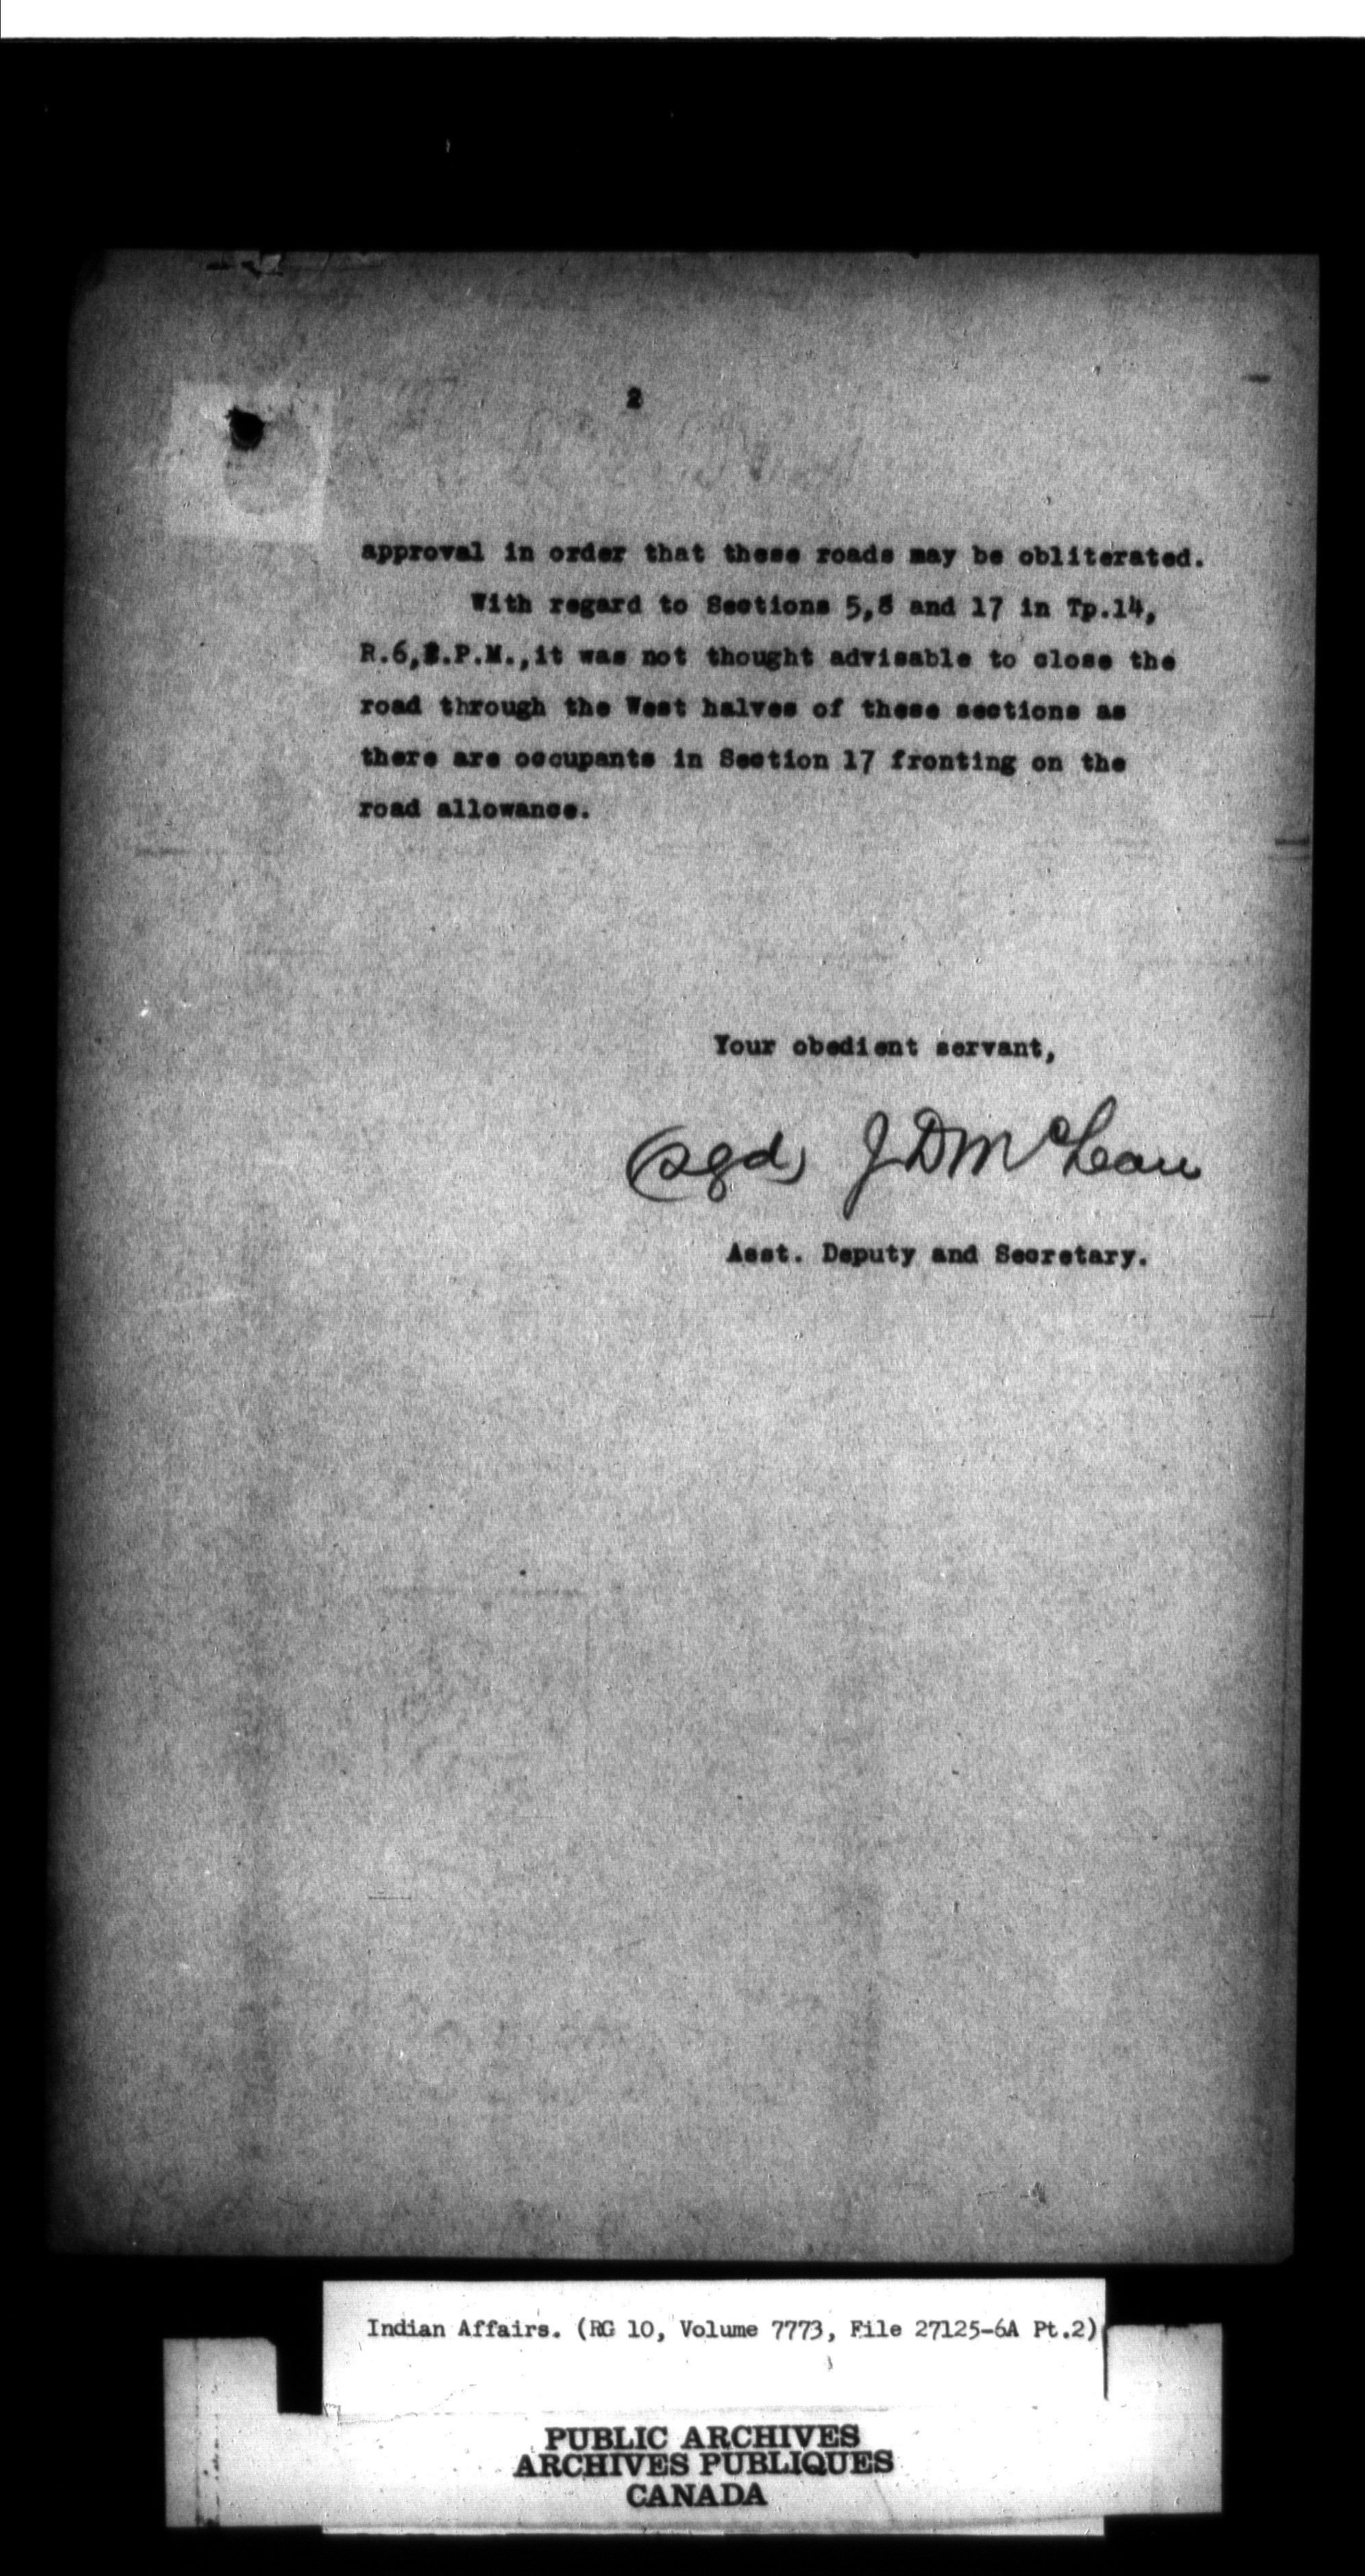 2
approval in order that these roads may be obliterated.
With regard to Sections 5,8 and 17 in Tp.14,
R.6,E.P.M.,it was not thought advisable to close the
road through the West halves of these sections as
there are occupants in Section 17 fronting on the
road allowance.
Your obedient servant,
(sgd) J D McLean
Asst. Deputy and Secretary.
Indian Affairs. (RG 10, Volume 7773, File 27125-6A Pt.2)
PUBLIC ARCHIVES
ARCHIVES PUBLIQUES
CANADA